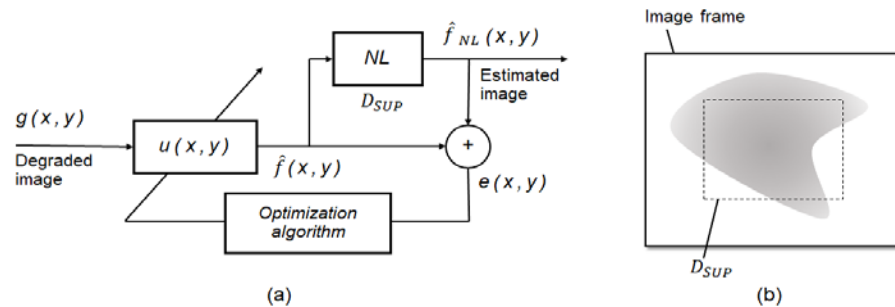 g(x,y)
Degraded
image
u(x,y)
f̂(x,y)
NL
D_SUP
f̂_NL(x,y)
Estimated
image
+
e(x,y)
Optimization
algorithm
(a)
Image frame
D_SUP
(b)